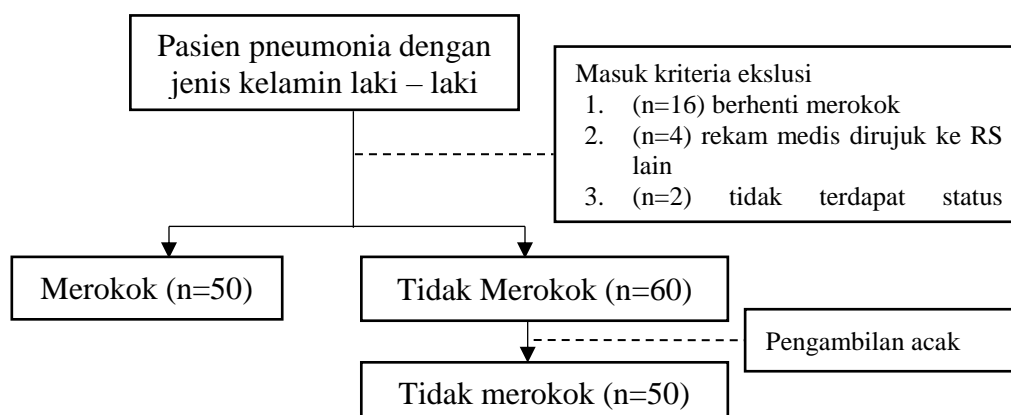 Pasien pneumonia dengan
jenis kelamin laki – laki
Masuk kriteria ekslusi
1. (n=16) berhenti merokok
2. (n=4) rekam medis dirujuk ke RS
lain
3. (n=2) tidak terdapat status
Merokok (n=50)
Tidak Merokok (n=60)
Pengambilan acak
Tidak merokok (n=50)